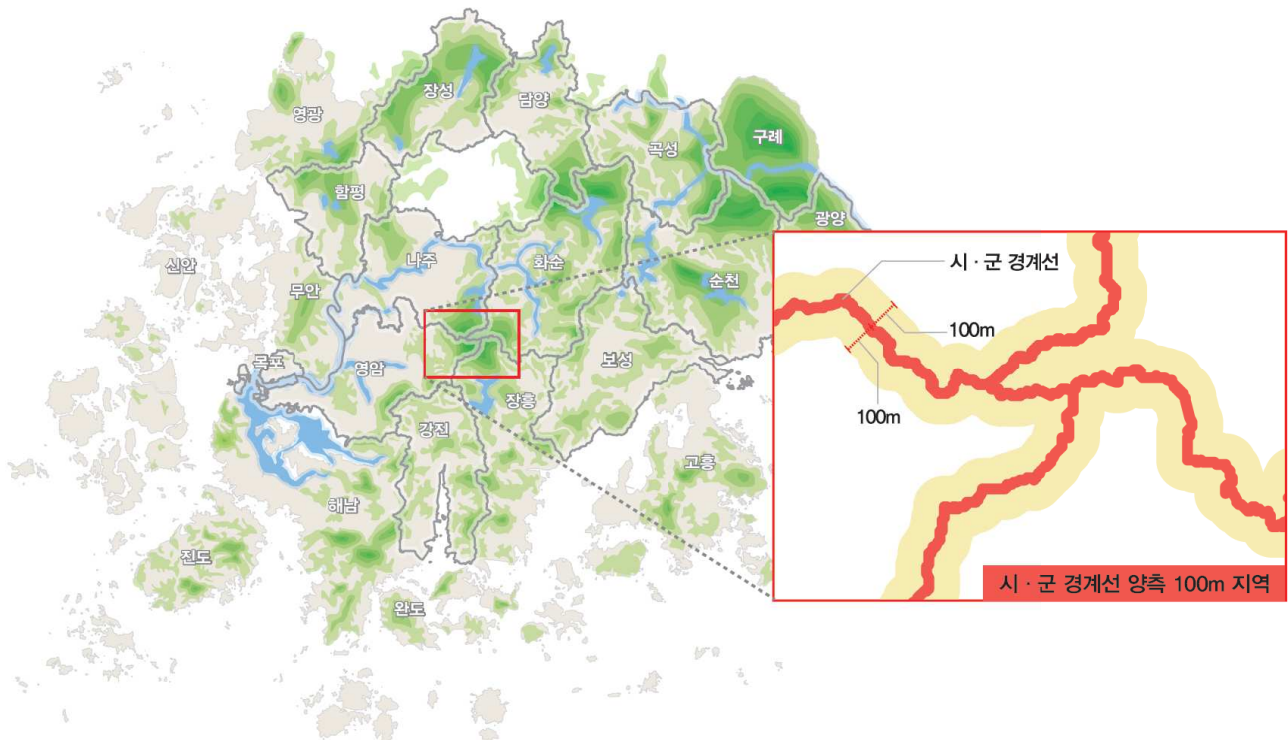 장성
담양
영광
구례
곡성
함평
광양
나주
화순
신안
순천
무안
보성
목포
영암
장흥
강진
고흥
해남
진도
완도
시 · 군 경계선
100m
100m
시 · 군 경계선 양측 100m 지역